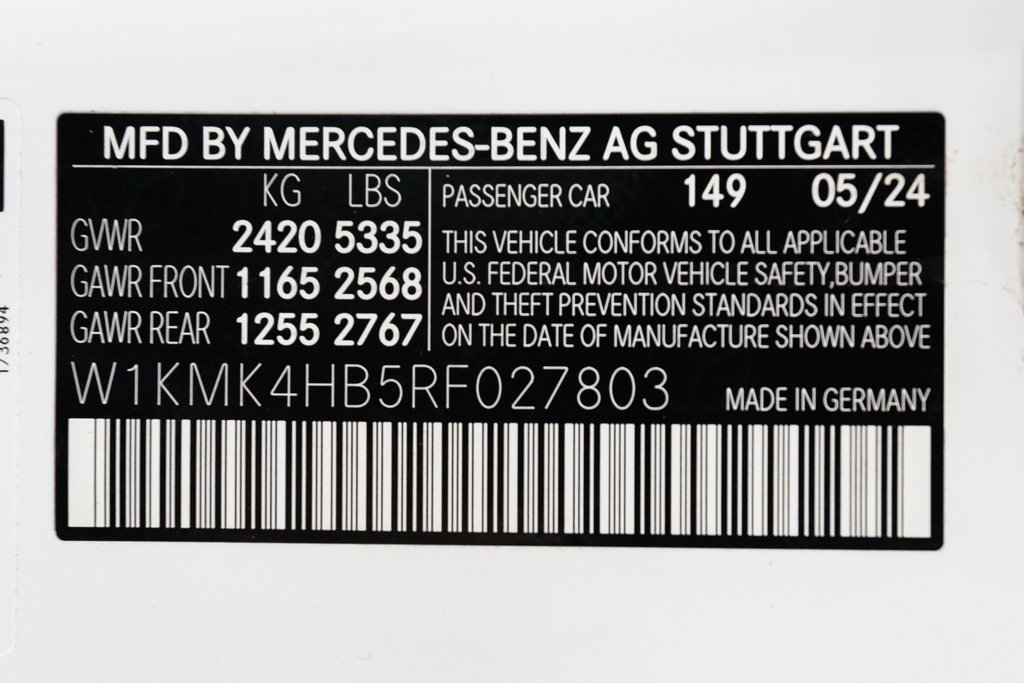 MFD BY MERCEDES-BENZ AG STUTTGART
KG LBS
GVWR 2420 5335
GAWR FRONT 1165 2568
GAWR REAR 1255 2767
PASSENGER CAR 149 05/24
THIS VEHICLE CONFORMS TO ALL APPLICABLE
U.S. FEDERAL MOTOR VEHICLE SAFETY,BUMPER
AND THEFT PREVENTION STANDARDS IN EFFECT
ON THE DATE OF MANUFACTURE SHOWN ABOVE
W1KMK4HB5RF027803
MADE IN GERMANY
1736894